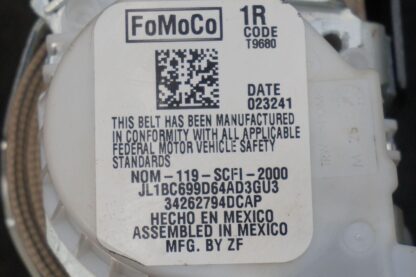 FoMoCo
1R
CODE
T9680
DATE
023241
THIS BELT HAS BEEN MANUFACTURED
IN CONFORMITY WITH ALL APPLICABLE
FEDERAL MOTOR VEHICLE SAFETY
STANDARDS
NOM-119-SCFI-2000
JL1BC699D64AD3GU3
34262794DCAP
HECHO EN MEXICO
ASSEMBLED IN MEXICO
MFG. BY ZF